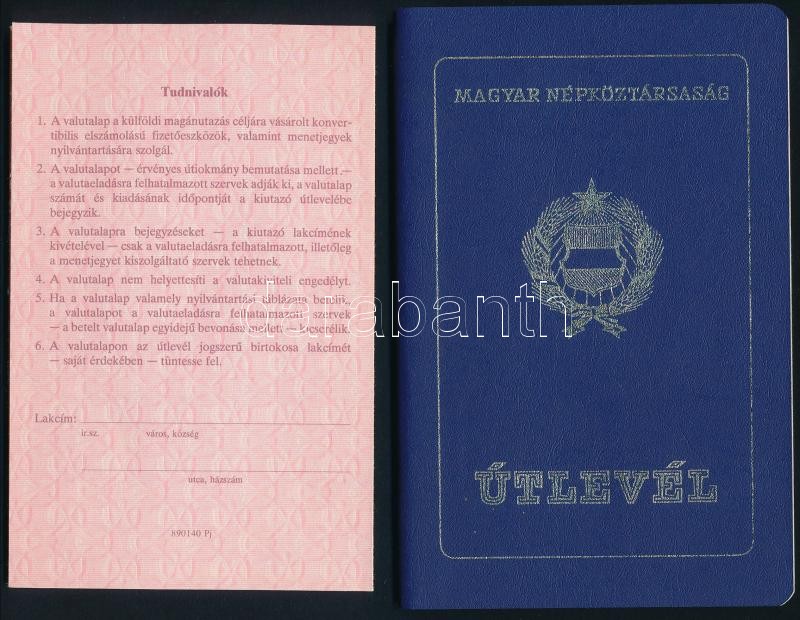 Tudnivalók
1. A valutalap a külföldi magánutazás céljára vásárolt konver-
tibilis elszámolású fizetőeszközök, valamint menetjegyek
nyilvántartására szolgál.
2. A valutalapot — érvényes útiokmány bemutatása mellett —
a valutaeladásra felhatalmazott szervek adják ki, a valutalap
számát és kiadásának időpontját a kiutazó útlevelébe
bejegyzik.
3. A valutalapra bejegyzéseket — a kiutazó lakcímének
kivételével — csak a valutaeladásra felhatalmazott, illetőleg
a menetjegyet kiszolgáltató szervek tehetnek.
4. A valutalap nem helyettesíti a valutakiviteli engedélyt.
5. Ha a valutalap valamely nyilvántartási táblázata betelik,
a valutalapot a valutaeladásra felhatalmazott szervek
— a betelt valutalap egyidejű bevonása mellett — kicserélik.
6. A valutalapon az útlevél jogszerű birtokosa lakcímét
— saját érdekében — tüntesse fel.
Lakcím:
ir.sz. város, község
utca, házszám
890140 Pj
MAGYAR NÉPKÖZTÁRSASÁG
ÚTLEVÉL
darabanth